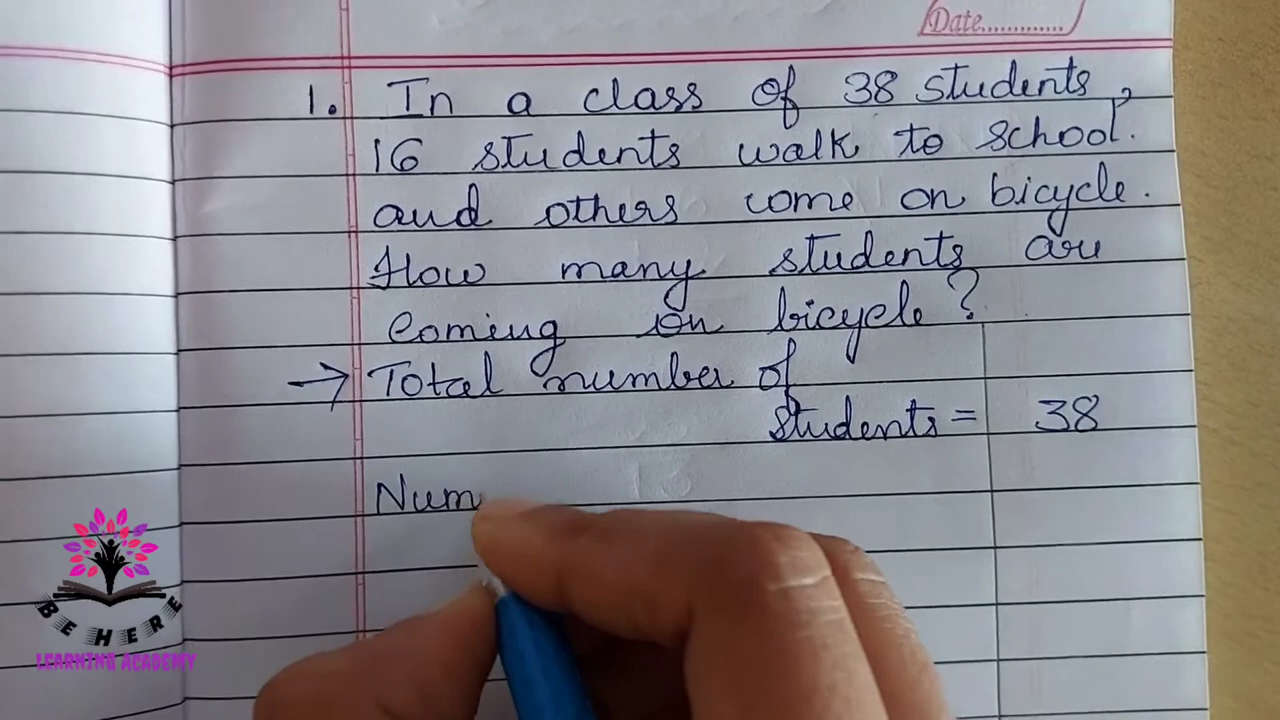 Date.............
1. In a class of 38 students,
16 students walk to school.
and others come on bicycle.
How many students are
coming on bicycle?
→ Total number of
students = 38
Num
BE HERE
LEARNING ACADEMY